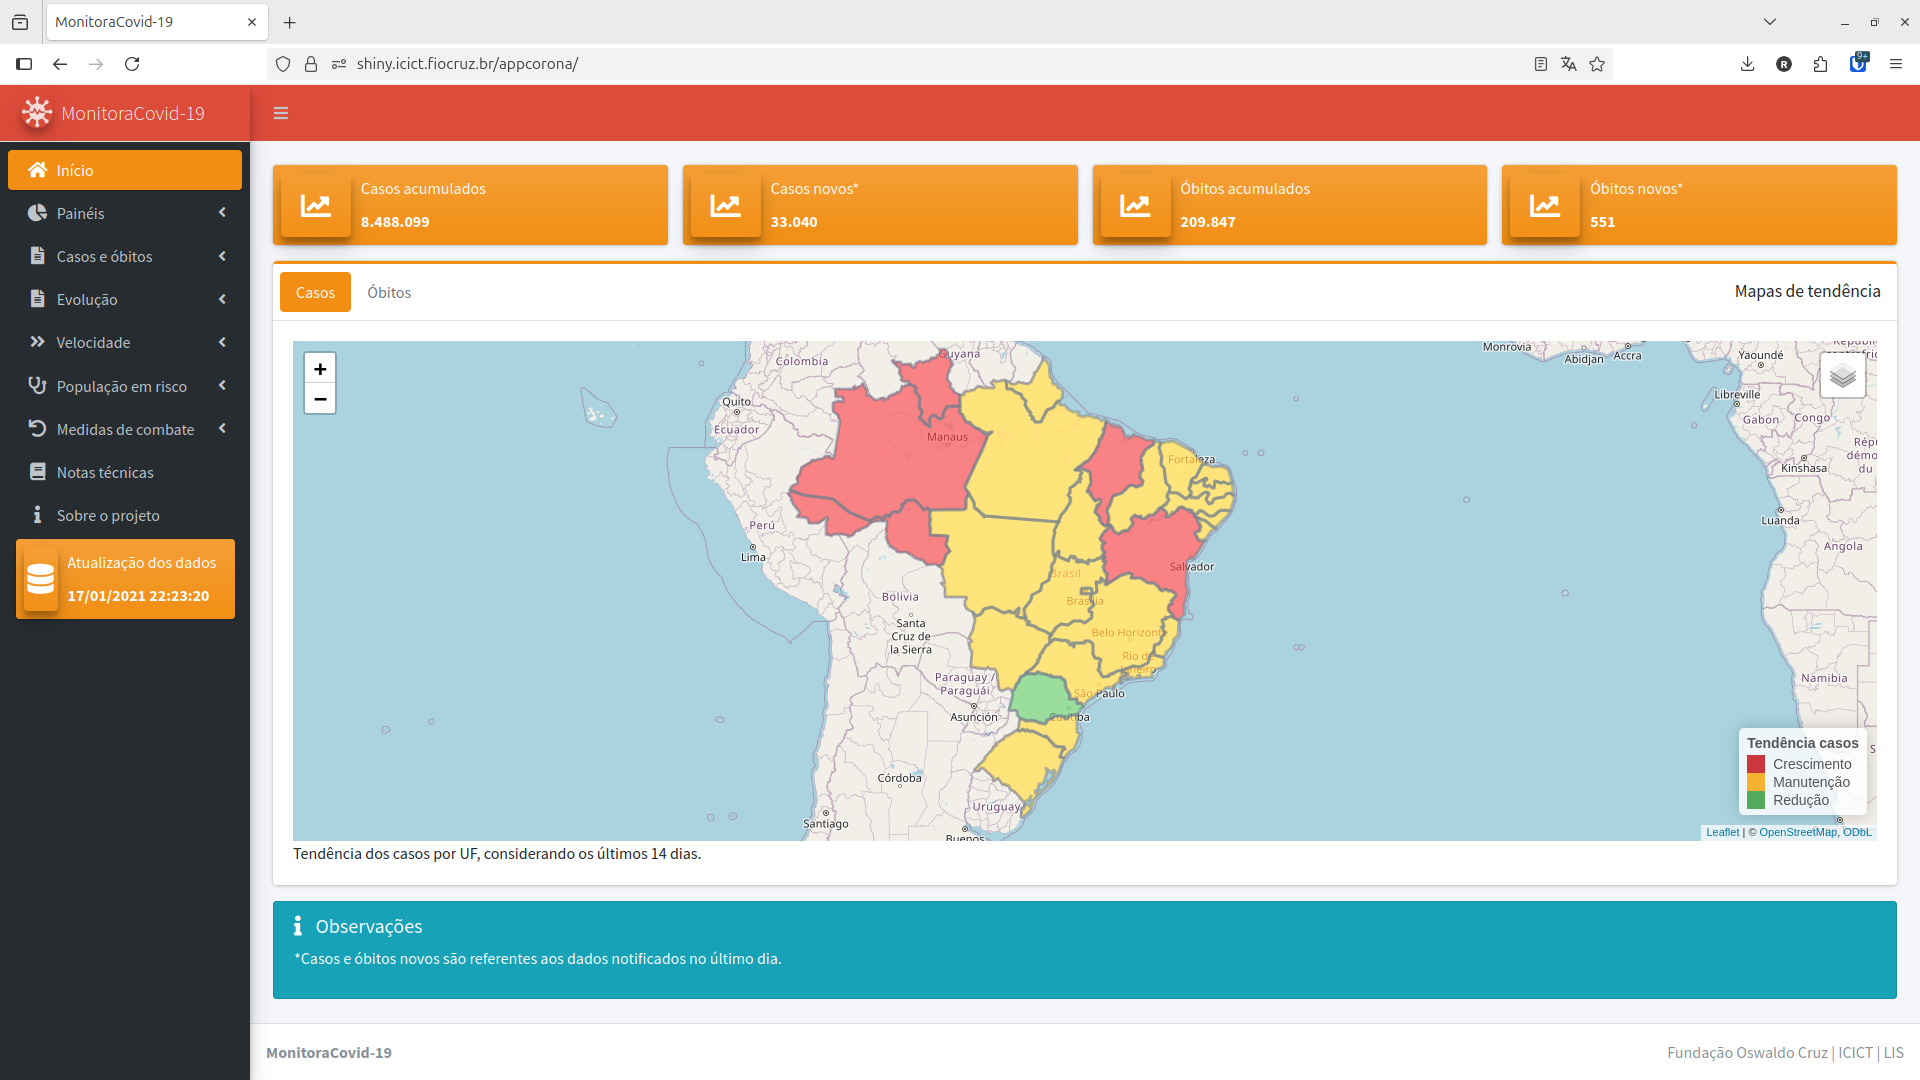 MonitoraCovid-19
shiny.icict.fiocruz.br/appcorona/
R
9+
MonitoraCovid-19
Início
Painéis
Casos e óbitos
Evolução
Velocidade
População em risco
Medidas de combate
Notas técnicas
Sobre o projeto
Atualização dos dados
17/01/2021 22:23:20
Casos acumulados
8.488.099
Casos novos*
33.040
Óbitos acumulados
209.847
Óbitos novos*
551
Casos
Óbitos
Mapas de tendência
+
−
Colombia
Guyana
Quito
Ecuador
Manaus
Fortaleza
Perú
Lima
Salvador
Brasil
Brasília
Bolivia
Santa
Cruz de
la Sierra
Belo Horizonte
Rio de
Janeiro
Paraguay /
Paraguái
São Paulo
Asunción
Curitiba
Córdoba
Uruguay
Santiago
Buenos
Monrovia
Abidjan
Accra
Yaoundé
Libreville
Gabon
Congo
Kinshasa
démo
du
Luanda
Angola
Namibia
Tendência casos
Crescimento
Manutenção
Redução
Leaflet | © OpenStreetMap, ODbL
Tendência dos casos por UF, considerando os últimos 14 dias.
Observações
*Casos e óbitos novos são referentes aos dados notificados no último dia.
MonitoraCovid-19
Fundação Oswaldo Cruz | ICICT | LIS